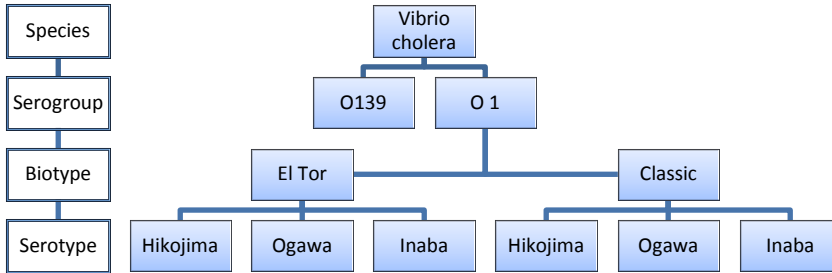 Species
Vibrio
cholera
Serogroup
O139
O 1
Biotype
El Tor
Classic
Serotype
Hikojima
Ogawa
Inaba
Hikojima
Ogawa
Inaba